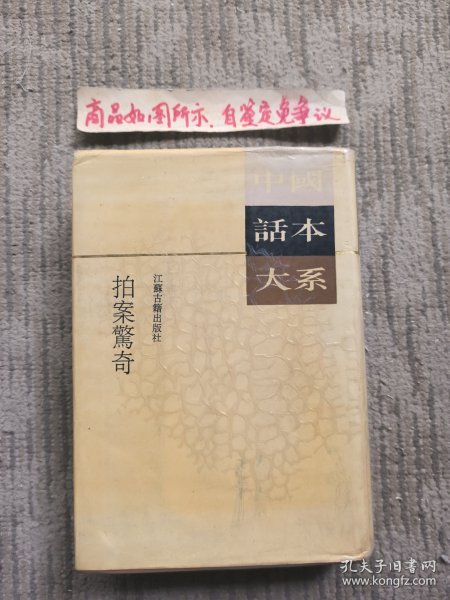 商品如图所示,自鉴定免争议
中國
話本
大系
江蘇古籍出版社
拍案驚奇
孔夫子旧书网
www.kongfz.com